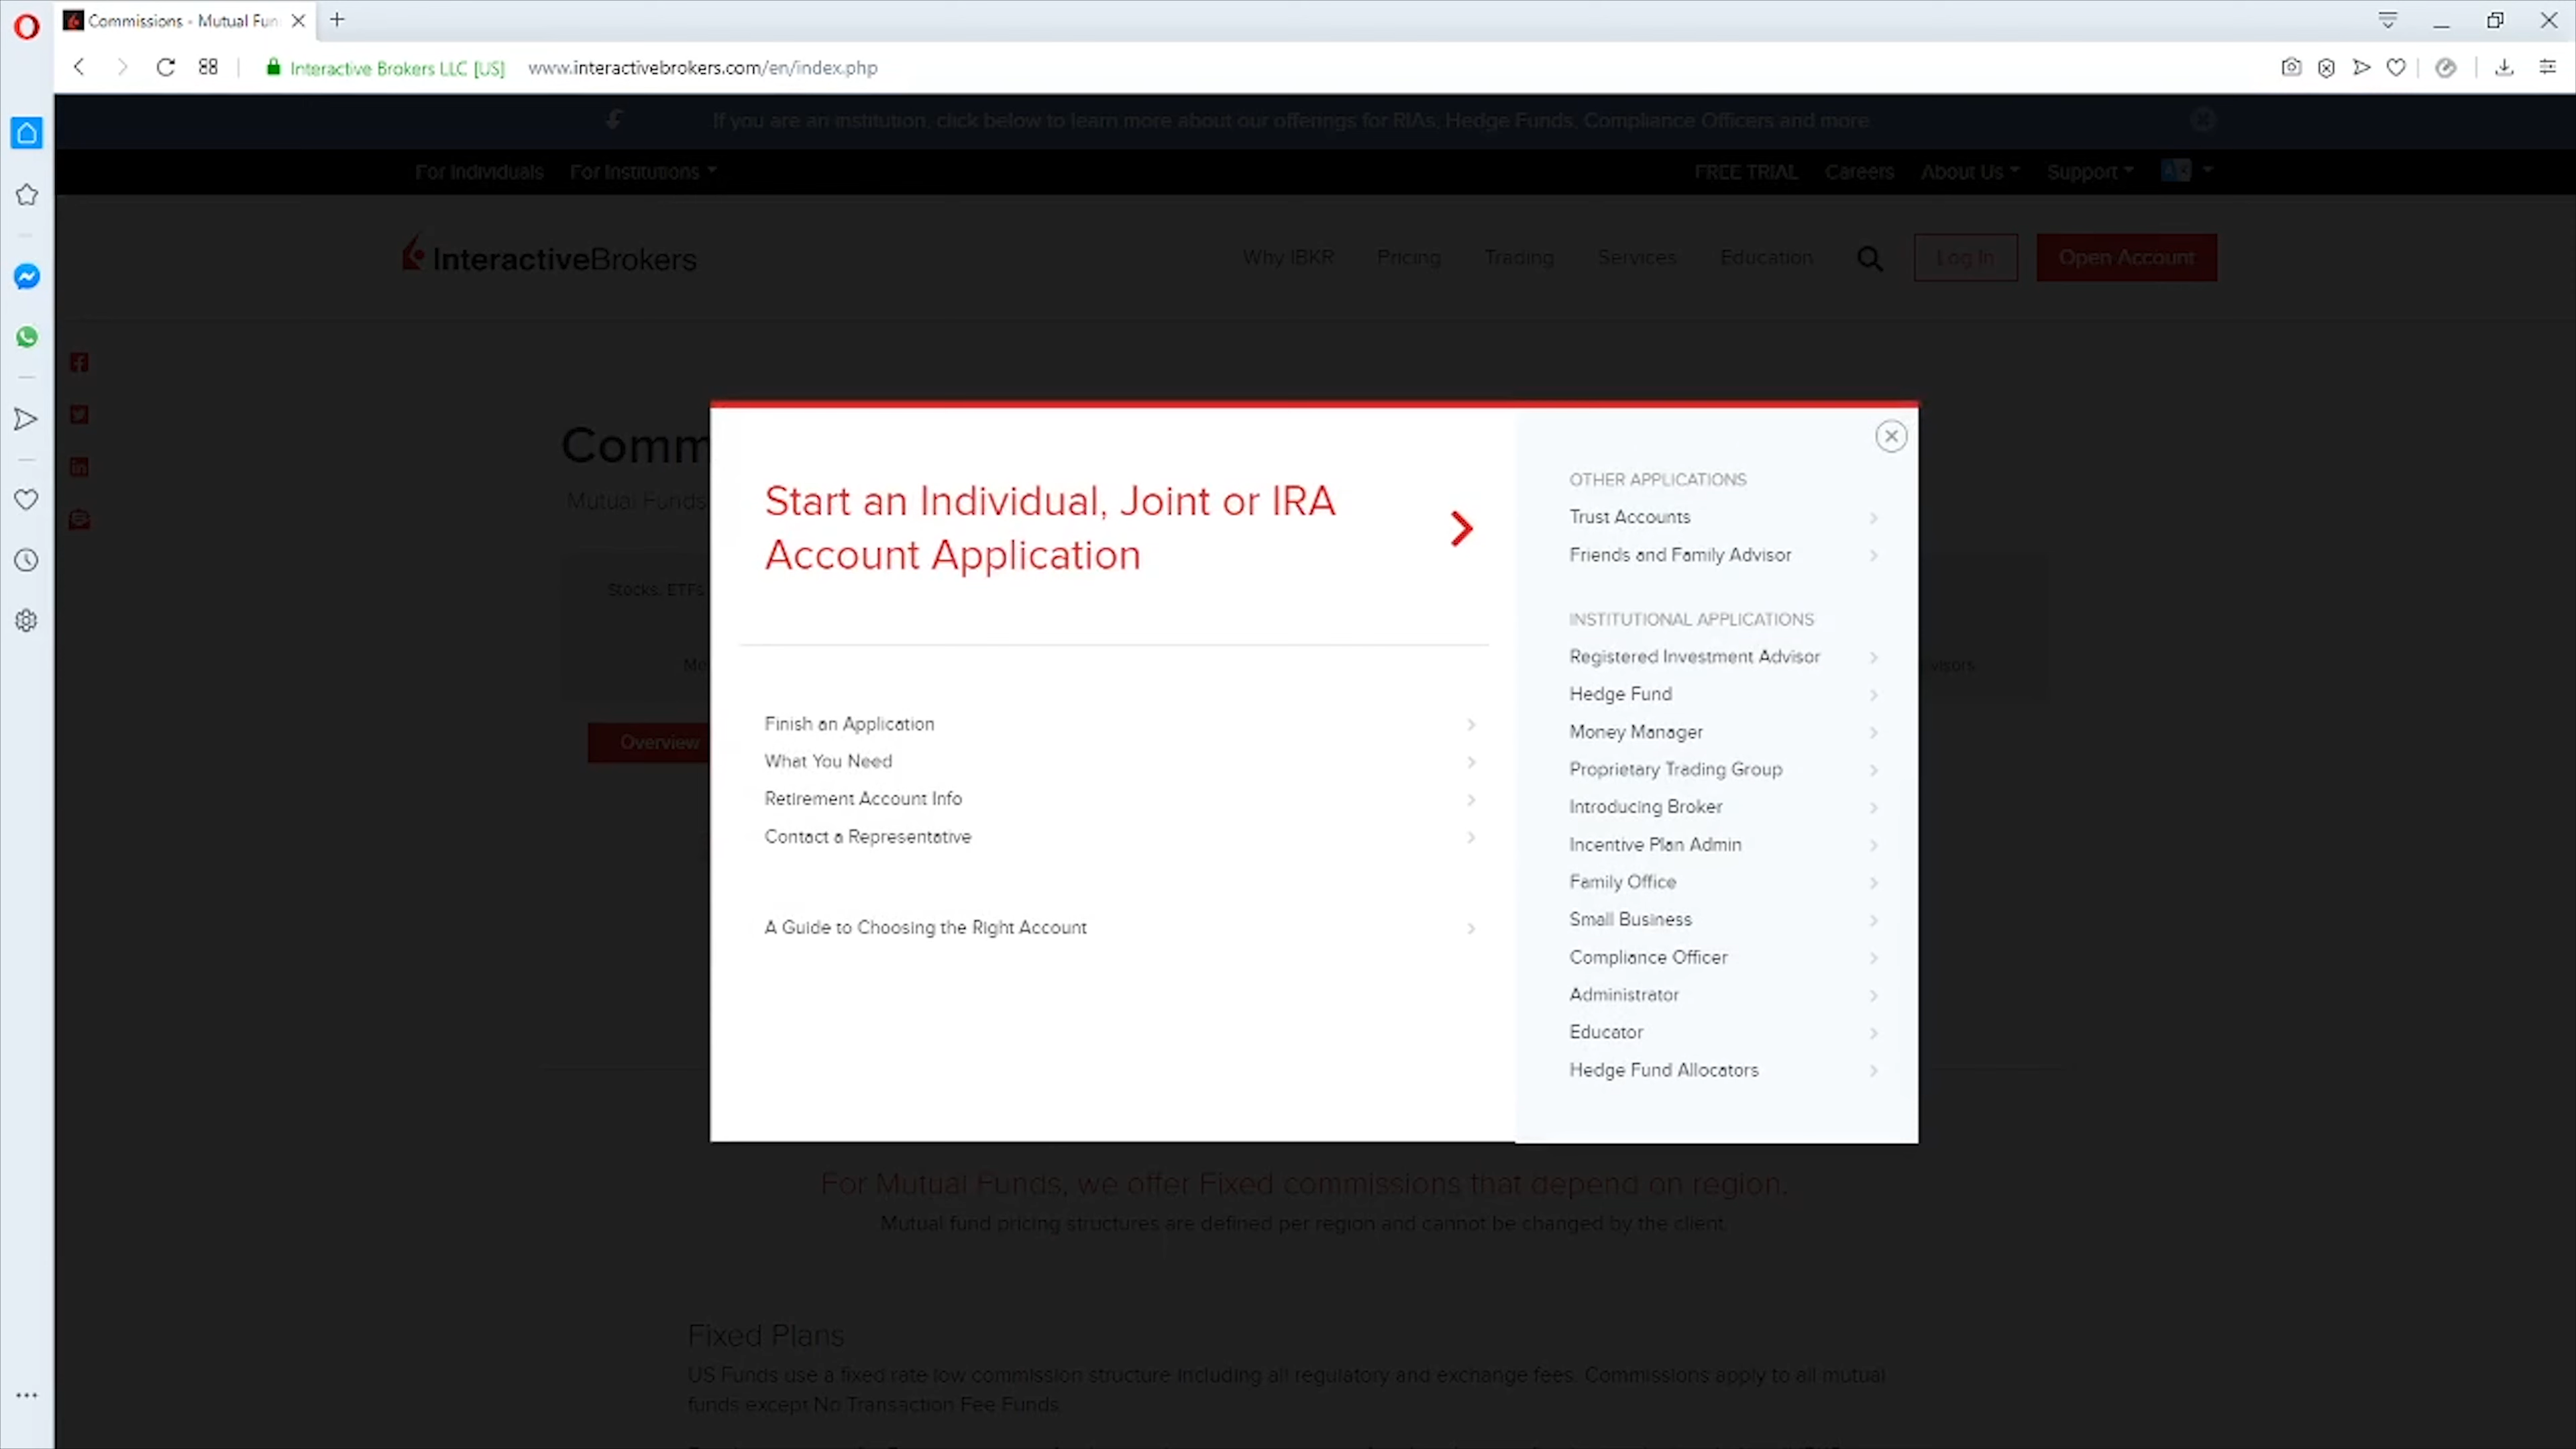 Commissions - Mutual Fun
Interactive Brokers LLC [US] www.interactivebrokers.com/en/index.php
If you are an institution, click below to learn more about our offerings for RIAs, Hedge Funds, Compliance Officers and more
For Individuals For Institutions FREE TRIAL Careers About Us Support
InteractiveBrokers Why IBKR Pricing Trading Services Education Log In Open Account
Comm
Mutual Funds
Stocks, ETFs
Overview
Start an Individual, Joint or IRA
Account Application
Finish an Application
What You Need
Retirement Account Info
Contact a Representative
A Guide to Choosing the Right Account
OTHER APPLICATIONS
Trust Accounts
Friends and Family Advisor
INSTITUTIONAL APPLICATIONS
Registered Investment Advisor
Hedge Fund
Money Manager
Proprietary Trading Group
Introducing Broker
Incentive Plan Admin
Family Office
Small Business
Compliance Officer
Administrator
Educator
Hedge Fund Allocators
For Mutual Funds, we offer Fixed commissions that depend on region.
Mutual fund pricing structures are defined per region and cannot be changed by the client.
Fixed Plans
US Funds use a fixed rate low commission structure including all regulatory and exchange fees. Commissions apply to all mutual
funds except No Transaction Fee Funds.